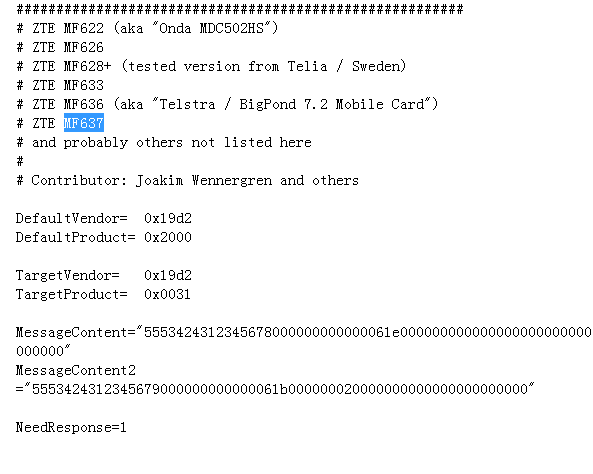 ########################################################
# ZTE MF622 (aka "Onda MDC502HS")
# ZTE MF626
# ZTE MF628+ (tested version from Telia / Sweden)
# ZTE MF633
# ZTE MF636 (aka "Telstra / BigPond 7.2 Mobile Card")
# ZTE MF637
# and probably others not listed here
#
# Contributor: Joakim Wennergren and others
DefaultVendor=  0x19d2
DefaultProduct= 0x2000
TargetVendor=   0x19d2
TargetProduct=  0x0031
MessageContent="5553424312345678000000000000061e000000000000000000000000
000000"
MessageContent2
="5553424312345679000000000000061b000000020000000000000000000000"
NeedResponse=1